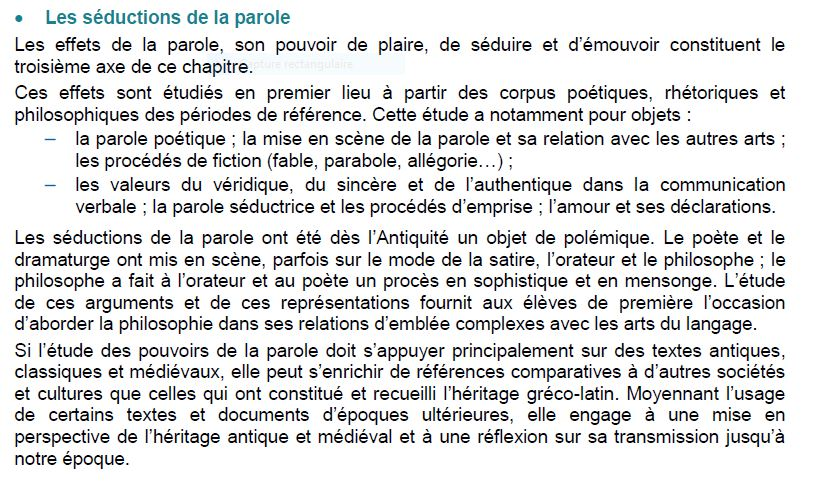 • Les séductions de la parole
Les effets de la parole, son pouvoir de plaire, de séduire et d’émouvoir constituent le
troisième axe de ce chapitre.
Ces effets sont étudiés en premier lieu à partir des corpus poétiques, rhétoriques et
philosophiques des périodes de référence. Cette étude a notamment pour objets :
– la parole poétique ; la mise en scène de la parole et sa relation avec les autres arts ;
les procédés de fiction (fable, parabole, allégorie…) ;
– les valeurs du véridique, du sincère et de l’authentique dans la communication
verbale ; la parole séductrice et les procédés d’emprise ; l’amour et ses déclarations.
Les séductions de la parole ont été dès l’Antiquité un objet de polémique. Le poète et le
dramaturge ont mis en scène, parfois sur le mode de la satire, l’orateur et le philosophe ; le
philosophe a fait à l’orateur et au poète un procès en sophistique et en mensonge. L’étude
de ces arguments et de ces représentations fournit aux élèves de première l’occasion
d’aborder la philosophie dans ses relations d’emblée complexes avec les arts du langage.
Si l’étude des pouvoirs de la parole doit s’appuyer principalement sur des textes antiques,
classiques et médiévaux, elle peut s’enrichir de références comparatives à d’autres sociétés
et cultures que celles qui ont constitué et recueilli l’héritage gréco-latin. Moyennant l’usage
de certains textes et documents d’époques ultérieures, elle engage à une mise en
perspective de l’héritage antique et médiéval et à une réflexion sur sa transmission jusqu’à
notre époque.